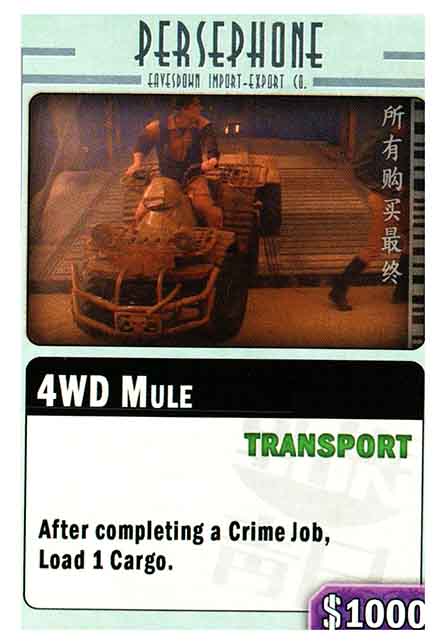 PERSEPHONE
EAVESDOWN IMPORT-EXPORT CO.
所有购买最终
4WD MULE
TRANSPORT
After completing a Crime Job,
Load 1 Cargo.
$1000